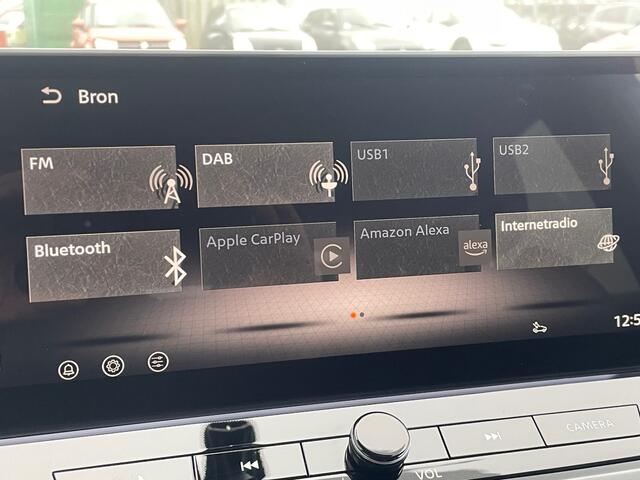 Bron
FM
DAB
USB1
USB2
Bluetooth
Apple CarPlay
Amazon Alexa
alexa
Internetradio
12:5
VOL
CAMERA